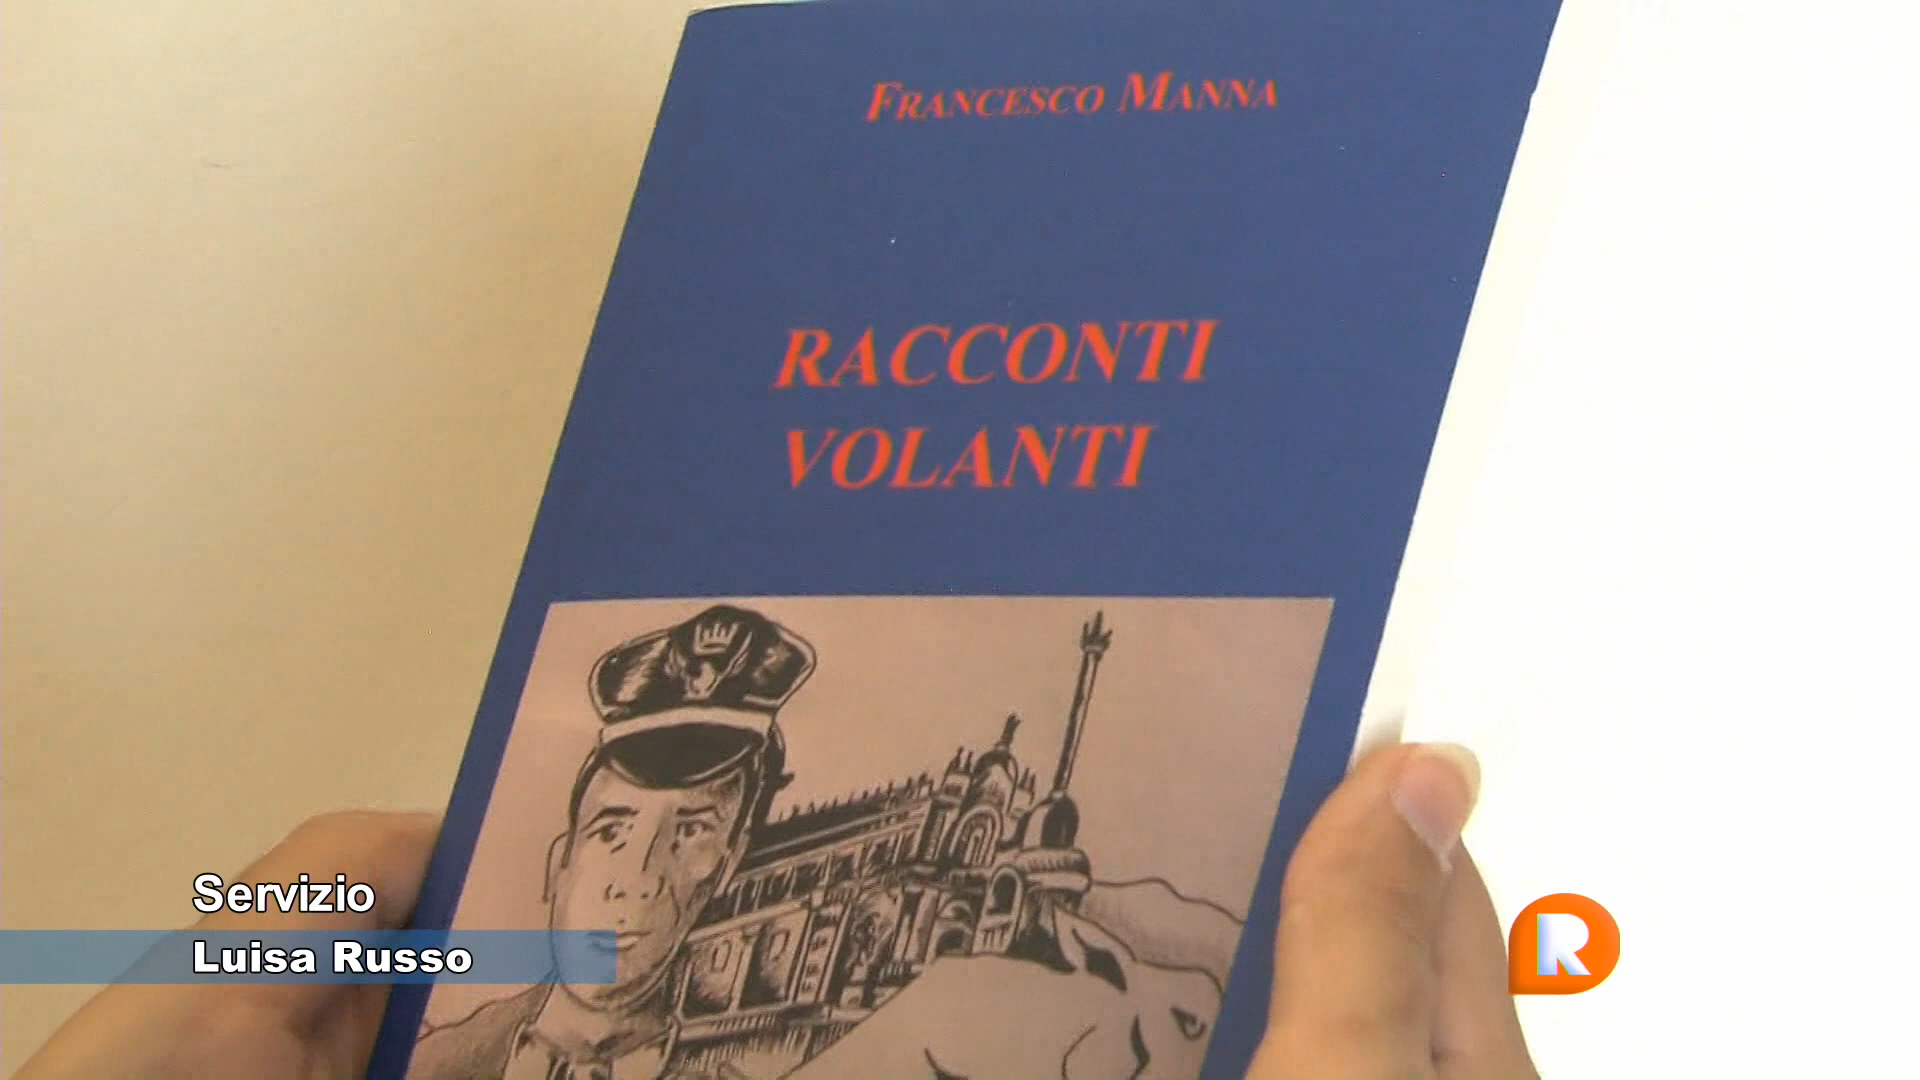 FRANCESCO MANNA
RACCONTI
VOLANTI
Servizio
Luisa Russo
R